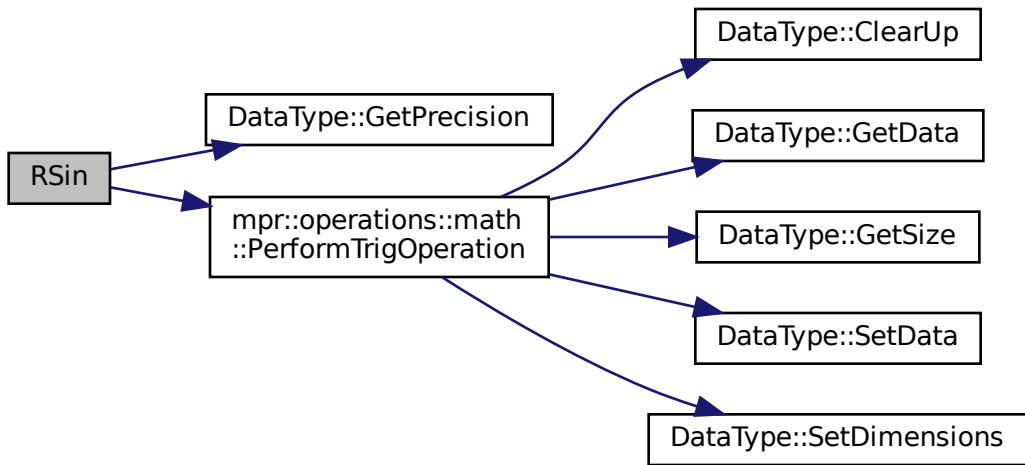 RSin
DataType::GetPrecision
mpr::operations::math
::PerformTrigOperation
DataType::ClearUp
DataType::GetData
DataType::GetSize
DataType::SetData
DataType::SetDimensions